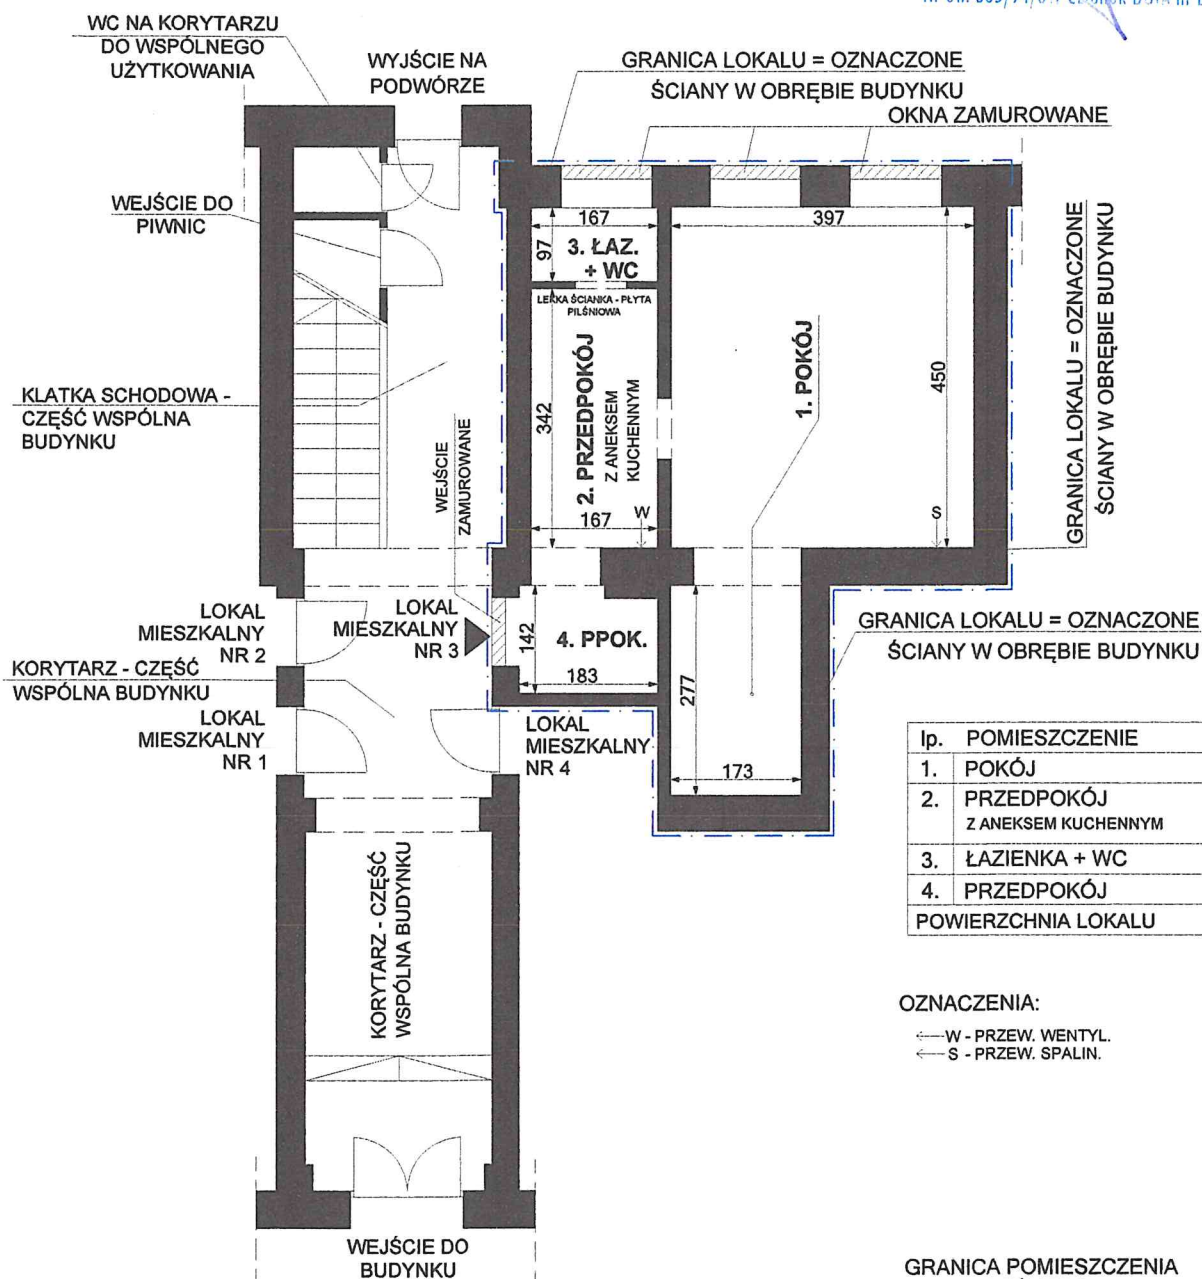 WC NA KORYTARZU
DO WSPÓLNEGO
UŻYTKOWANIA
WYJŚCIE NA
PODWÓRZE
GRANICA LOKALU = OZNACZONE
ŚCIANY W OBRĘBIE BUDYNKU
OKNA ZAMUROWANE
WEJŚCIE DO
PIWNIC
167
397
97
3. ŁAZ.
+ WC
LEKKA ŚCIANKA - PŁYTA
PILŚNIOWA
GRANICA LOKALU = OZNACZONE
ŚCIANY W OBRĘBIE BUDYNKU
KLATKA SCHODOWA -
CZĘŚĆ WSPÓLNA
BUDYNKU
WEJŚCIE
ZAMUROWANE
342
2. PRZEDPOKÓJ
Z ANEKSEM
KUCHENNYM
1. POKÓJ
450
167
W
S
LOKAL
MIESZKALNY
NR 2
LOKAL
MIESZKALNY
NR 3
142
4. PPOK.
183
GRANICA LOKALU = OZNACZONE
ŚCIANY W OBRĘBIE BUDYNKU
KORYTARZ - CZĘŚĆ
WSPÓLNA BUDYNKU
LOKAL
MIESZKALNY
NR 1
LOKAL
MIESZKALNY
NR 4
277
173
lp. POMIESZCZENIE
1. POKÓJ
2. PRZEDPOKÓJ
Z ANEKSEM KUCHENNYM
3. ŁAZIENKA + WC
4. PRZEDPOKÓJ
POWIERZCHNIA LOKALU
KORYTARZ - CZĘŚĆ
WSPÓLNA BUDYNKU
OZNACZENIA:
W - PRZEW. WENTYL.
S - PRZEW. SPALIN.
WEJŚCIE DO
BUDYNKU
GRANICA POMIESZCZENIA